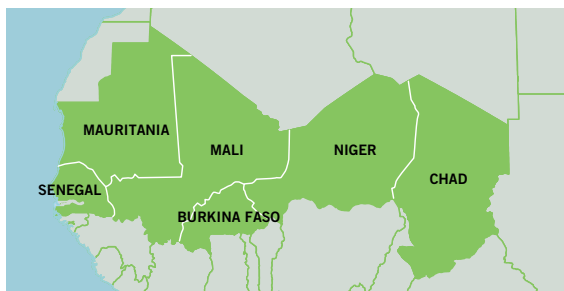 MAURITANIA
MALI
NIGER
CHAD
SENEGAL
BURKINA FASO